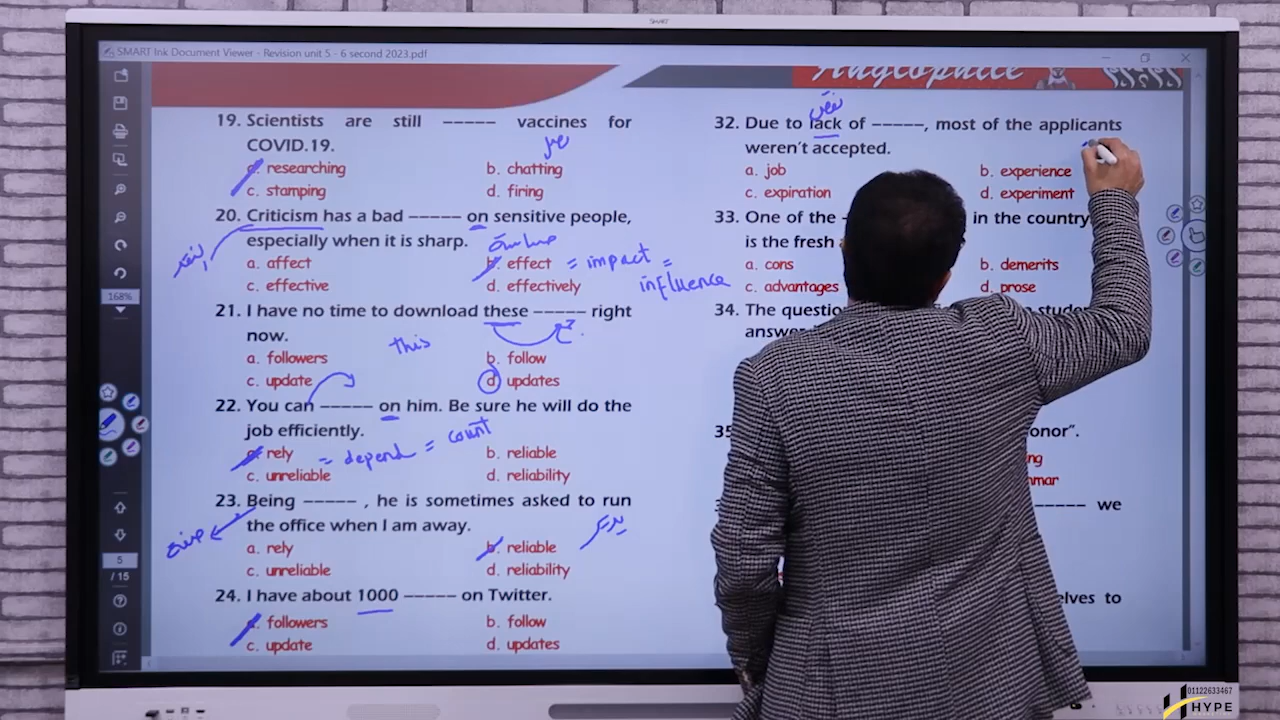 SMART
SMART Ink Document Viewer - Revision unit 5 - 6 second 2023.pdf
Anglophile
19. Scientists are still ----- vaccines for
COVID.19.
a. researching b. chatting
c. stamping d. firing
20. Criticism has a bad ----- on sensitive people,
especially when it is sharp.
a. affect b. effect = impact =
c. effective d. effectively influence
21. I have no time to download these ----- right
now.
this
a. followers b. follow
c. update d. updates
22. You can ----- on him. Be sure he will do the
job efficiently.
a. rely = depend = count b. reliable
c. unreliable d. reliability
23. Being ----- , he is sometimes asked to run
the office when I am away.
a. rely b. reliable
c. unreliable d. reliability
24. I have about 1000 ----- on Twitter.
a. followers b. follow
c. update d. updates
32. Due to lack of -----, most of the applicants
weren't accepted.
a. job b. experience
c. expiration d. experiment
33. One of the in the country
is the fresh
a. cons b. demerits
c. advantages d. prose
34. The
answer
35
onor".
----- we
elves to
168%
5
/ 15
01122633467
HYPE